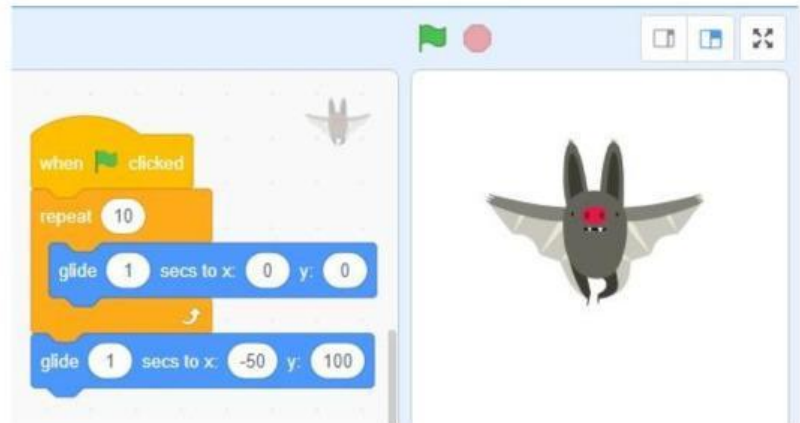 when clicked
repeat 10
glide 1 secs to x: 0 y: 0
glide 1 secs to x: -50 y: 100